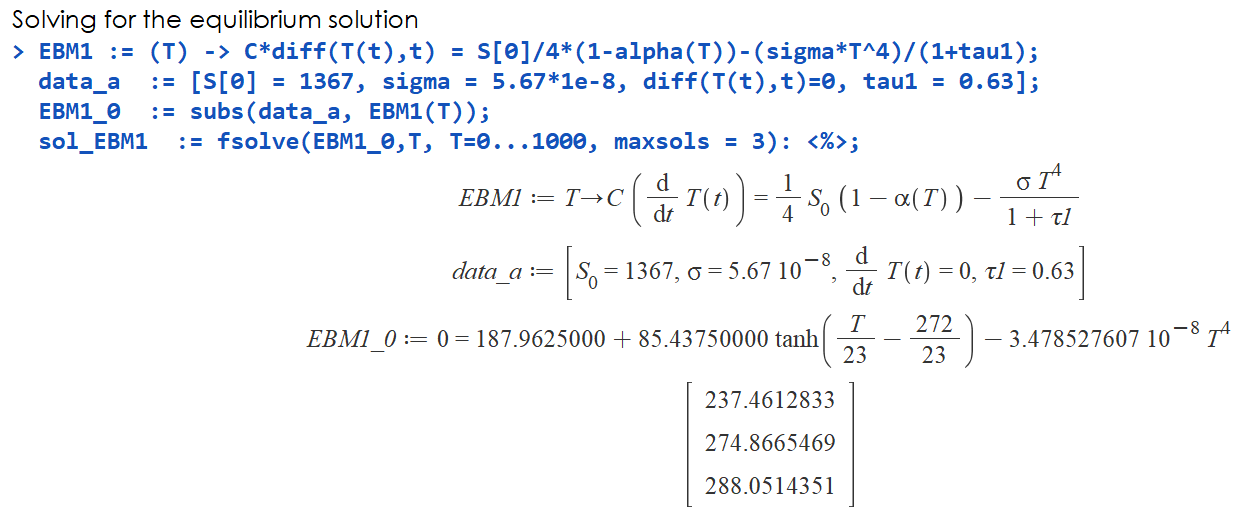 Solving for the equilibrium solution
> EBM1 := (T) -> C*diff(T(t),t) = S[0]/4*(1-alpha(T))-(sigma*T^4)/(1+tau1);
data_a := [S[0] = 1367, sigma = 5.67*1e-8, diff(T(t),t)=0, tau1 = 0.63];
EBM1_0 := subs(data_a, EBM1(T));
sol_EBM1 := fsolve(EBM1_0,T, T=0...1000, maxsols = 3): <%>;
EBM1 := T→C (d/dt T(t)) = 1/4 S₀ (1 − α(T)) − σ T⁴/(1 + τ1)
data_a := [S₀ = 1367, σ = 5.67 10⁻⁸, d/dt T(t) = 0, τ1 = 0.63]
EBM1_0 := 0 = 187.9625000 + 85.43750000 tanh(T/23 − 272/23) − 3.478527607 10⁻⁸ T⁴
237.4612833
274.8665469
288.0514351